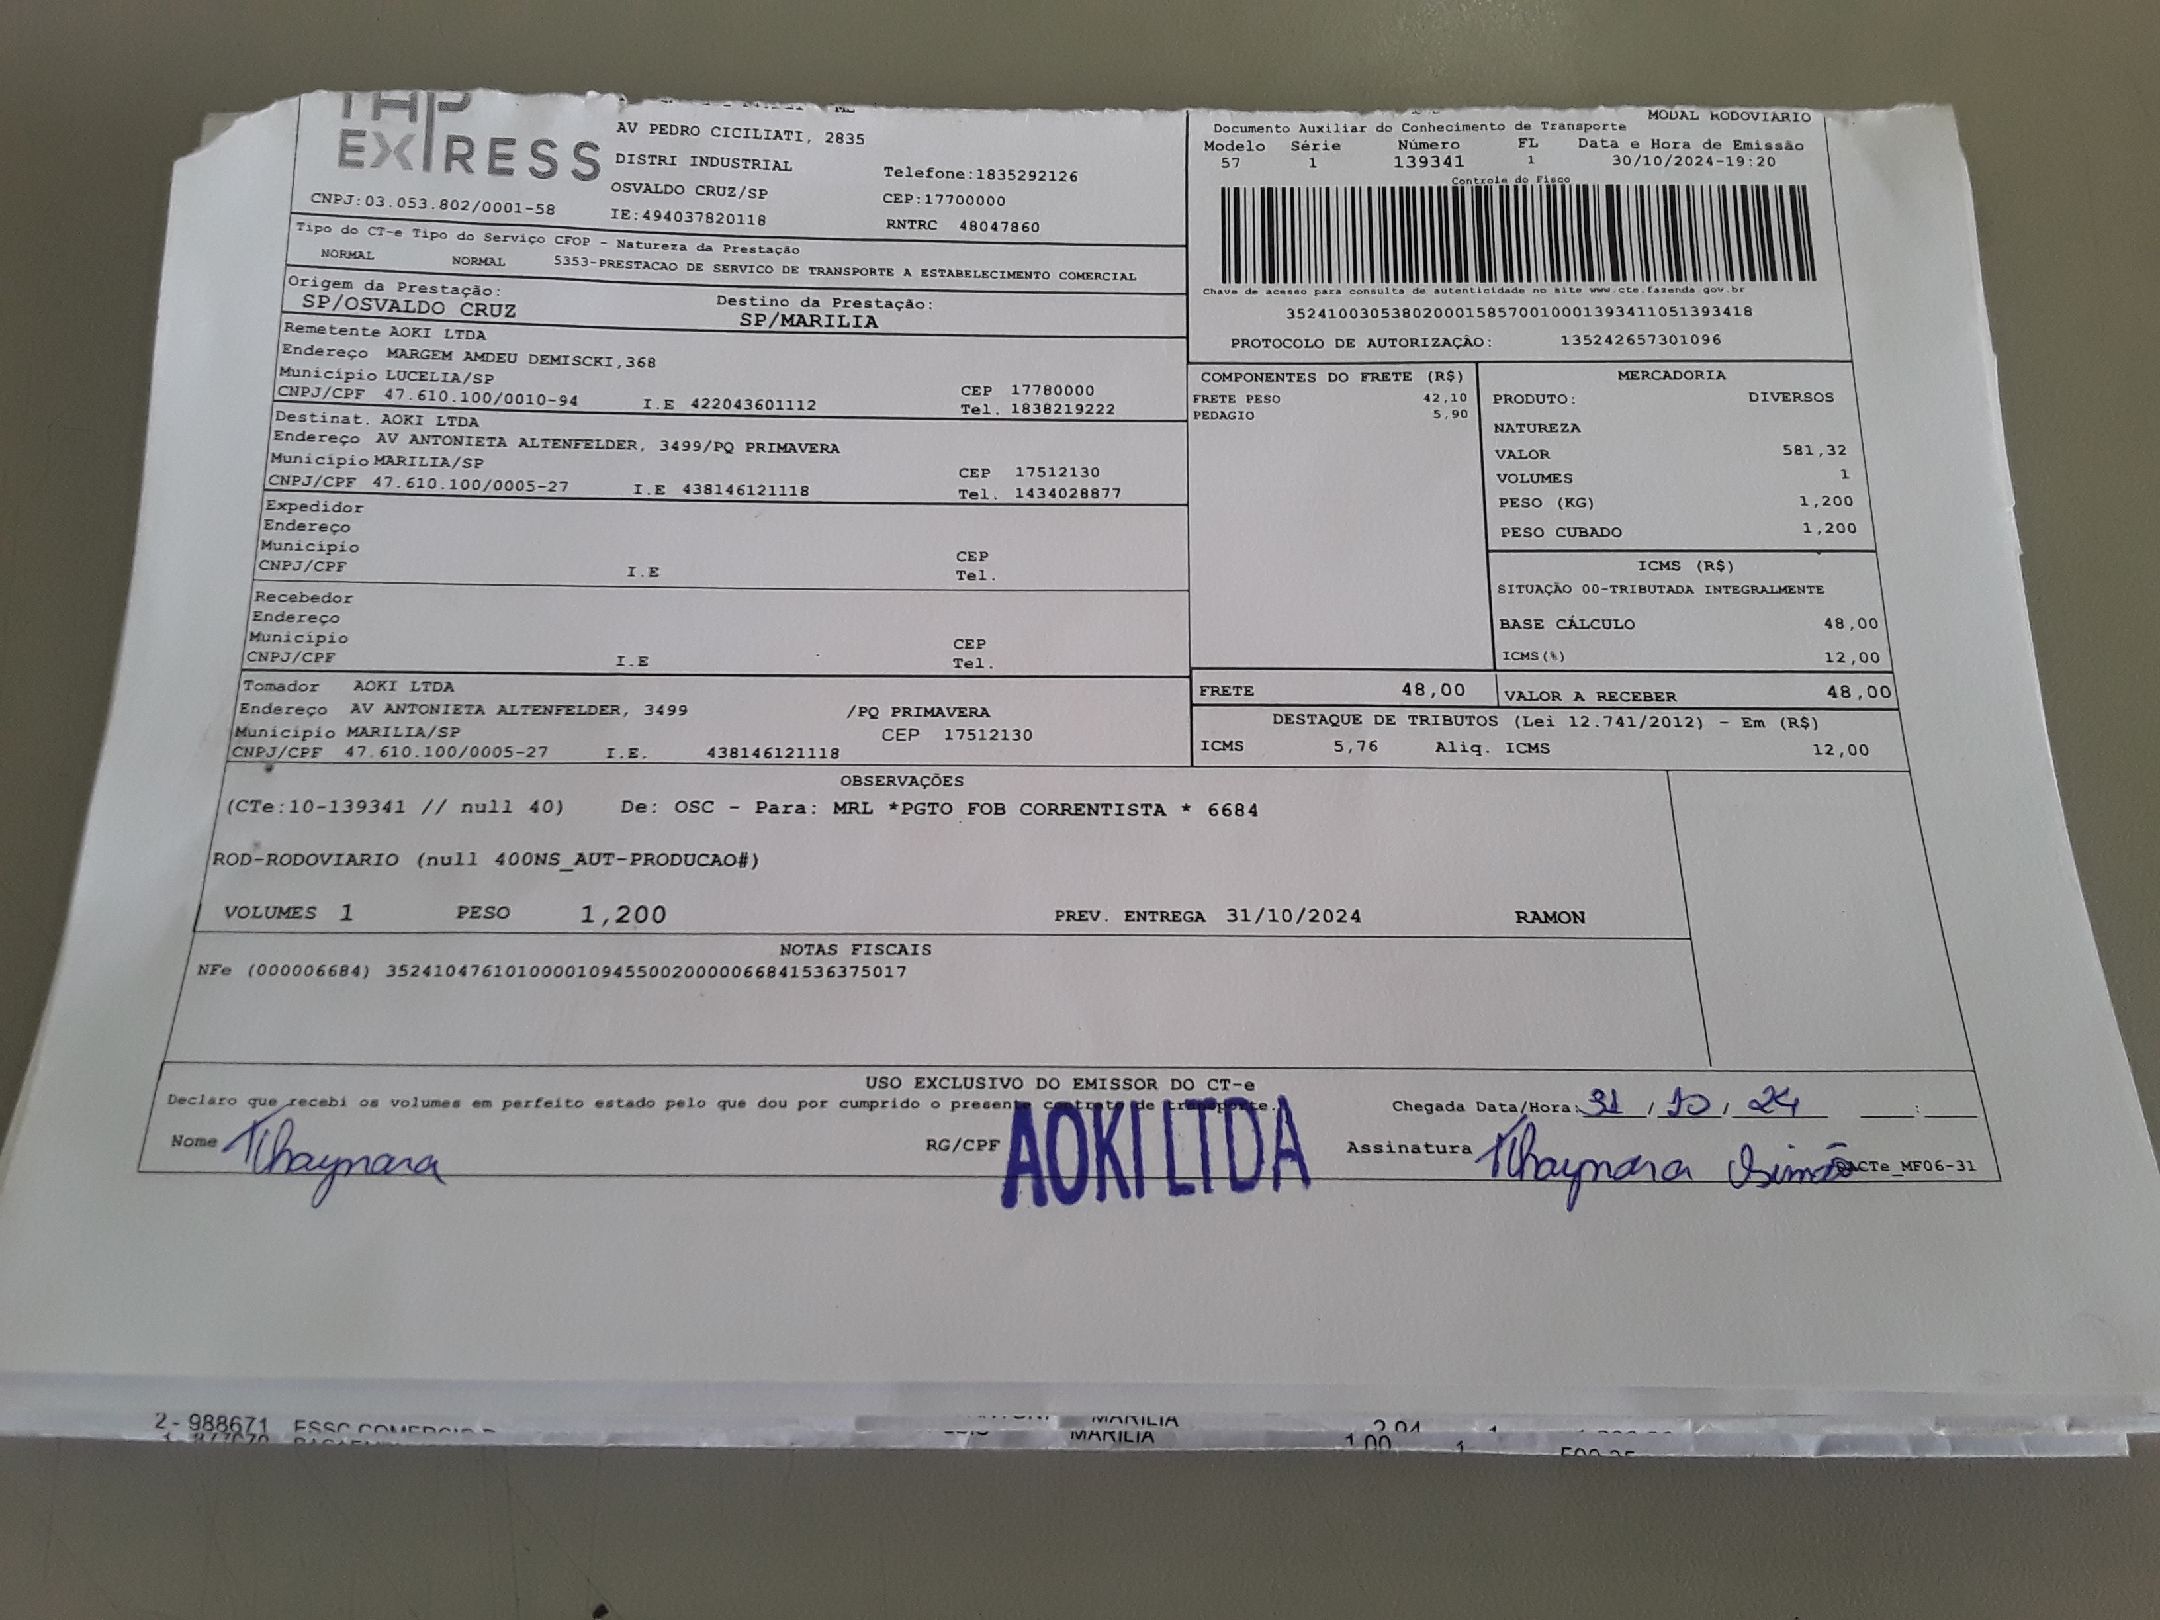 EXPRESS
AV PEDRO CICILIATI, 2835
DISTRI INDUSTRIAL
Telefone:1835292126
OSVALDO CRUZ/SP
CEP:17700000
CNPJ:03.053.802/0001-58
IE:494037820118
RNTRC 48047860
MODAL RODOVIARIO
Documento Auxiliar do Conhecimento de Transporte
Modelo Série Número FL Data e Hora de Emissão
57 1 139341 1 30/10/2024-19:20
Controle do Fisco
Chave de acesso para consulta de autenticidade no site www.cte.fazenda gov.br
35241003053802000158570010001393411051393418
PROTOCOLO DE AUTORIZAÇÃO: 135242657301096
Tipo do CT-e Tipo do Serviço CFOP - Natureza da Prestação
NORMAL NORMAL 5353-PRESTACAO DE SERVICO DE TRANSPORTE A ESTABELECIMENTO COMERCIAL
Origem da Prestação: Destino da Prestação:
SP/OSVALDO CRUZ SP/MARILIA
Remetente AOKI LTDA
Endereço MARGEM AMDEU DEMISCKI,368
Município LUCELIA/SP CEP 17780000
CNPJ/CPF 47.610.100/0010-94 I.E 422043601112 Tel. 1838219222
Destinat. AOKI LTDA
Endereço AV ANTONIETA ALTENFELDER, 3499/PQ PRIMAVERA
Município MARILIA/SP CEP 17512130
CNPJ/CPF 47.610.100/0005-27 I.E 438146121118 Tel. 1434028877
Expedidor
Endereço
Município CEP
CNPJ/CPF I.E Tel.
Recebedor
Endereço
Município CEP
CNPJ/CPF I.E Tel.
Tomador AOKI LTDA
Endereço AV ANTONIETA ALTENFELDER, 3499 /PQ PRIMAVERA
Município MARILIA/SP CEP 17512130
CNPJ/CPF 47.610.100/0005-27 I.E. 438146121118
COMPONENTES DO FRETE (R$)
FRETE PESO 42,10
PEDAGIO 5,90
MERCADORIA
PRODUTO: DIVERSOS
NATUREZA
VALOR 581,32
VOLUMES 1
PESO (KG) 1,200
PESO CUBADO 1,200
ICMS (R$)
SITUAÇÃO 00-TRIBUTADA INTEGRALMENTE
BASE CÁLCULO 48,00
ICMS(%) 12,00
FRETE 48,00 VALOR A RECEBER 48,00
DESTAQUE DE TRIBUTOS (Lei 12.741/2012) - Em (R$)
ICMS 5,76 Aliq. ICMS 12,00
OBSERVAÇÕES
(CTe:10-139341 // null 40) De: OSC - Para: MRL *PGTO FOB CORRENTISTA * 6684
ROD-RODOVIARIO (null 400NS_AUT-PRODUCAO#)
VOLUMES 1 PESO 1,200 PREV. ENTREGA 31/10/2024 RAMON
NOTAS FISCAIS
NFe (000006684) 35241047610100001094550020000066841536375017
USO EXCLUSIVO DO EMISSOR DO CT-e
Declaro que recebi os volumes em perfeito estado pelo que dou por cumprido o presente contrato de transporte.
Chegada Data/Hora: 31 / 10 / 24 :
Nome Thaynara RG/CPF AOKI LTDA Assinatura Thaynara Simão
DACTe_MF06-31
2- 988671
MARILIA
MARILIA
1,00 1